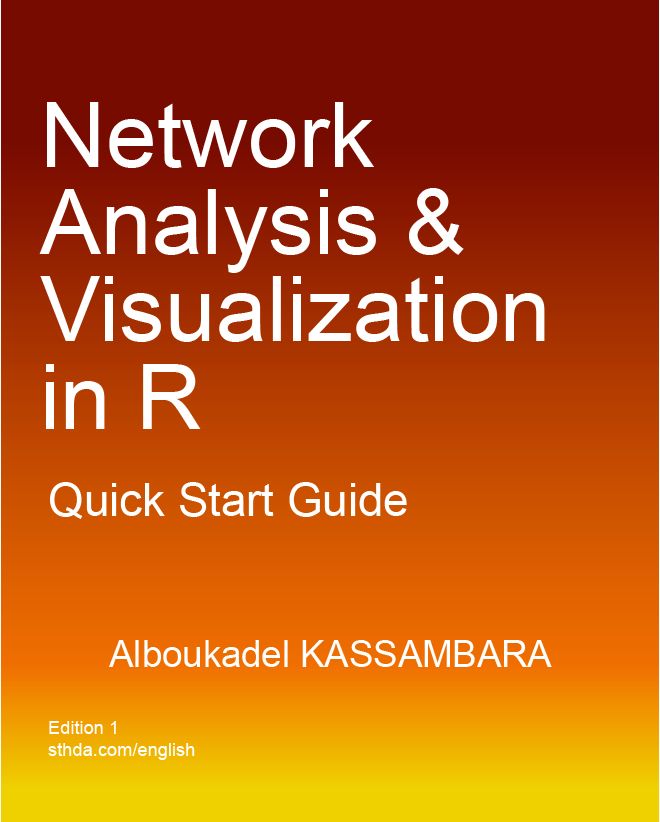 Network
Analysis &
Visualization
in R
Quick Start Guide
Alboukadel KASSAMBARA
Edition 1
sthda.com/english